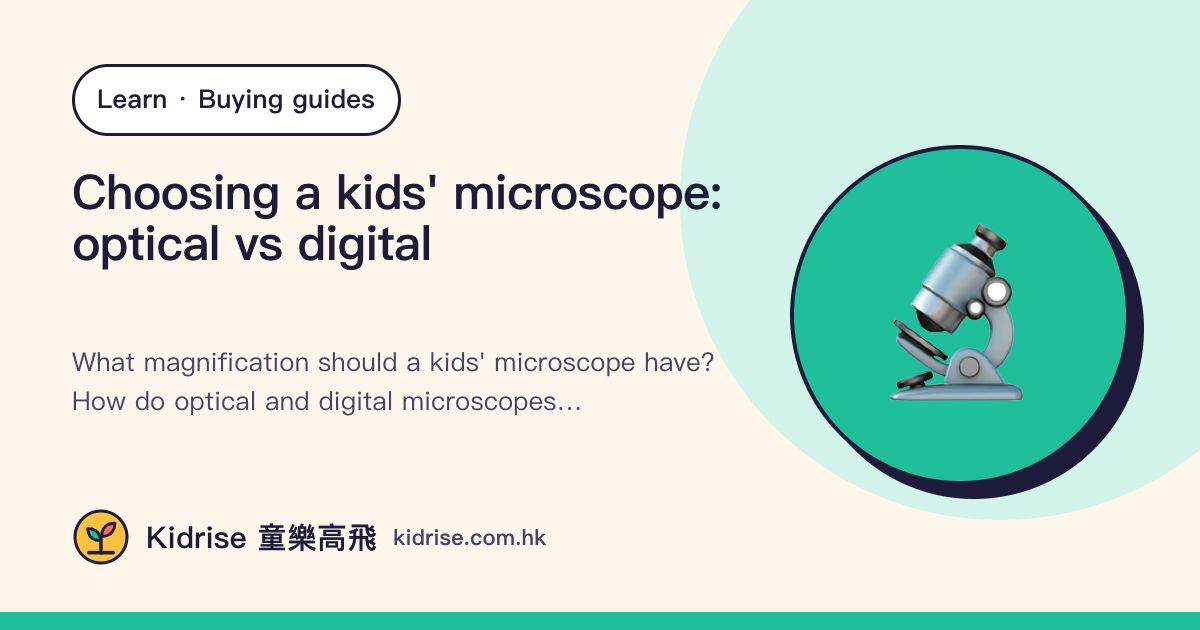 Learn · Buying guides
Choosing a kids' microscope:
optical vs digital
What magnification should a kids' microscope have?
How do optical and digital microscopes…
Kidrise 童樂高飛 kidrise.com.hk